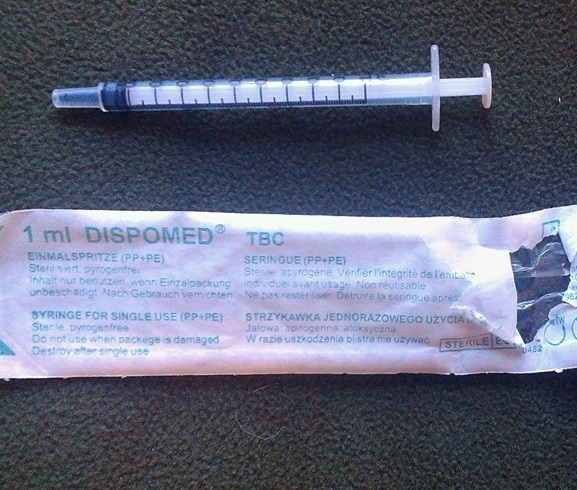 1 ml DISPOMED® TBC
EINMALSPRITZE (PP+PE)
Sterilisiert, pyrogenfrei
Inhalt nur benutzen, wenn Einzelpackung
unbeschädigt. Nach Gebrauch vernichten
SERINGUE (PP+PE)
Stérile, apyrogène, Vérifier l'intégrité de l'emballa
individuel avant usage. Non réutilisable
Ne pas restériliser. Détruire la seringue après
SYRINGE FOR SINGLE USE (PP+PE)
Sterile, pyrogenfree
Do not use when package is damaged
Destroy after single use
STRZYKAWKA JEDNORAZOWEGO UŻYCIA
Jałowa, apirogenna, atoksyczna
W razie uszkodzenia blistra nie używać
STERILE EO
0482